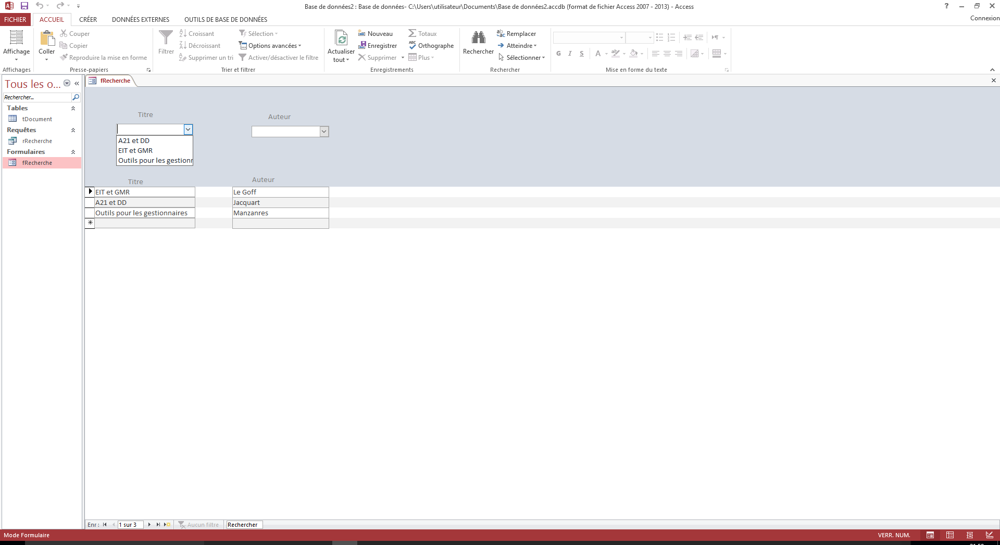 Base de données2 : Base de données- C:\Users\utilisateur\Documents\Base de données2.accdb (format de fichier Access 2007 - 2013) - Access
FICHIER ACCUEIL CRÉER DONNÉES EXTERNES OUTILS DE BASE DE DONNÉES Connexion
Affichage
Affichages
Coller
Couper
Copier
Reproduire la mise en forme
Presse-papiers
Filtrer
Croissant
Décroissant
Supprimer un tri
Sélection
Options avancées
Activer/désactiver le filtre
Trier et filtrer
Actualiser
tout
Nouveau
Enregistrer
Supprimer
Totaux
Orthographe
Plus
Enregistrements
Rechercher
Remplacer
Atteindre
Sélectionner
Rechercher
G I S A
Mise en forme du texte
Tous les o...
Rechercher...
Tables
tDocument
Requêtes
rRecherche
Formulaires
fRecherche
fRecherche
Titre Auteur
A21 et DD
EIT et GMR
Outils pour les gestionn
Titre Auteur
EIT et GMR Le Goff
A21 et DD Jacquart
Outils pour les gestionnaires Manzanres
Enr : 1 sur 3 Aucun filtre Rechercher
Mode Formulaire VERR. NUM.